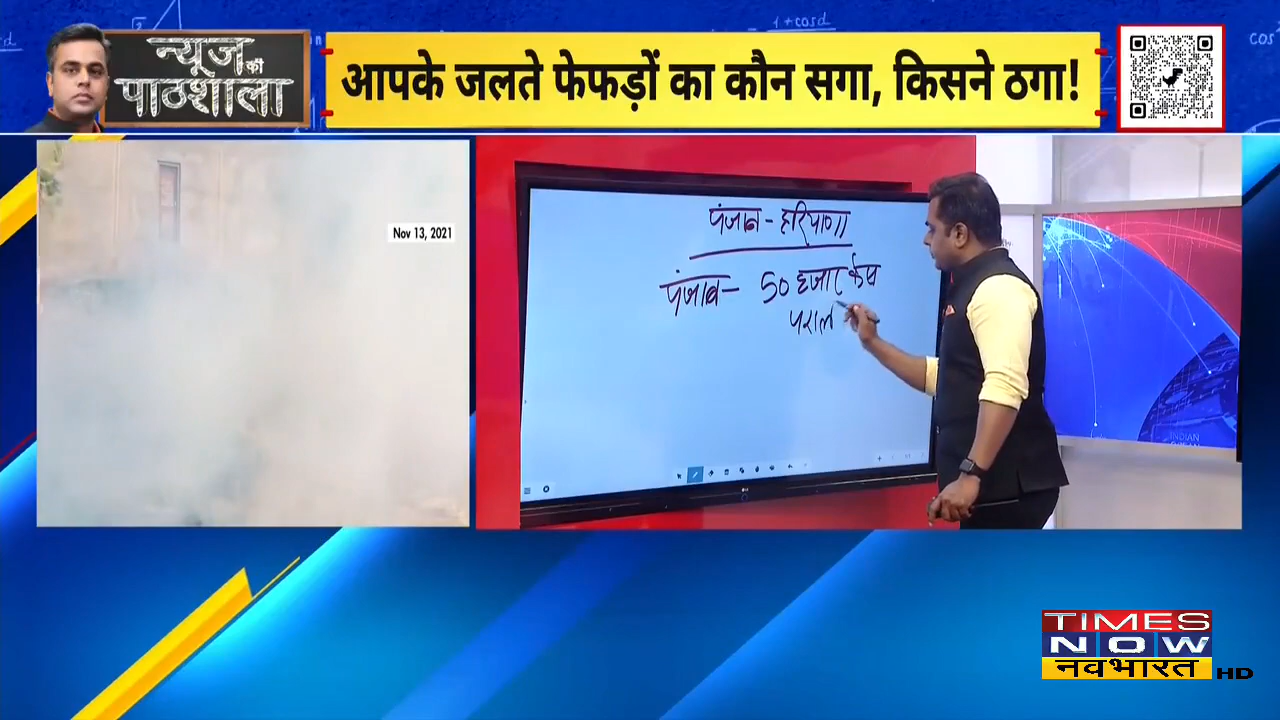 न्यूज की
पाठशाला
आपके जलते फेफड़ों का कौन सगा, किसने ठगा!
Nov 13, 2021
पंजाब - हरियाणा
पंजाब - 50 हजार केस
पराल
INDIAN
TIMES
NOW
नवभारत HD